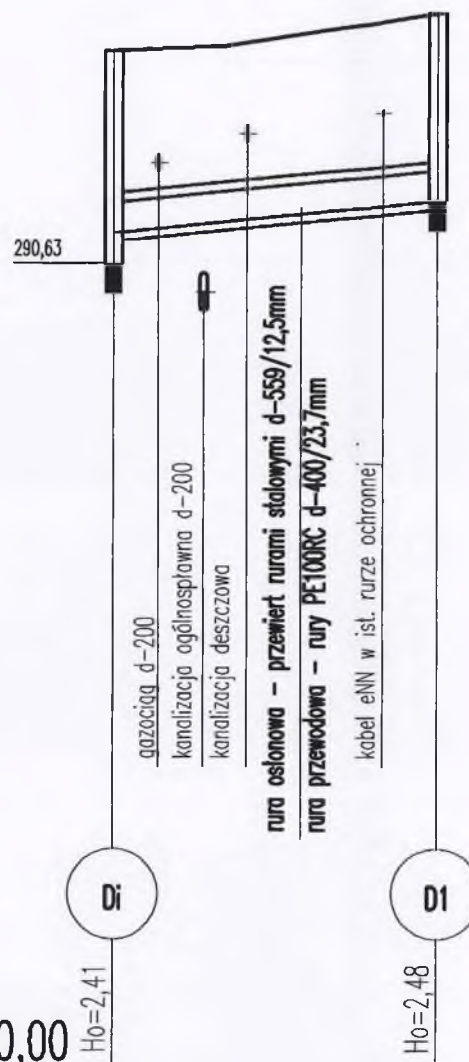 290,63
gazociąg d-200
kanalizacja ogólnospławna d-200
kanalizacja deszczowa
rura osłonowa - przewiert rurami stalowymi d-559/12,5mm
rura przewodowa - rury PE100RC d-400/23,7mm
kabel eNN w ist. rurze ochronnej
Di
D1
Ho=2,41
Ho=2,48
0,00